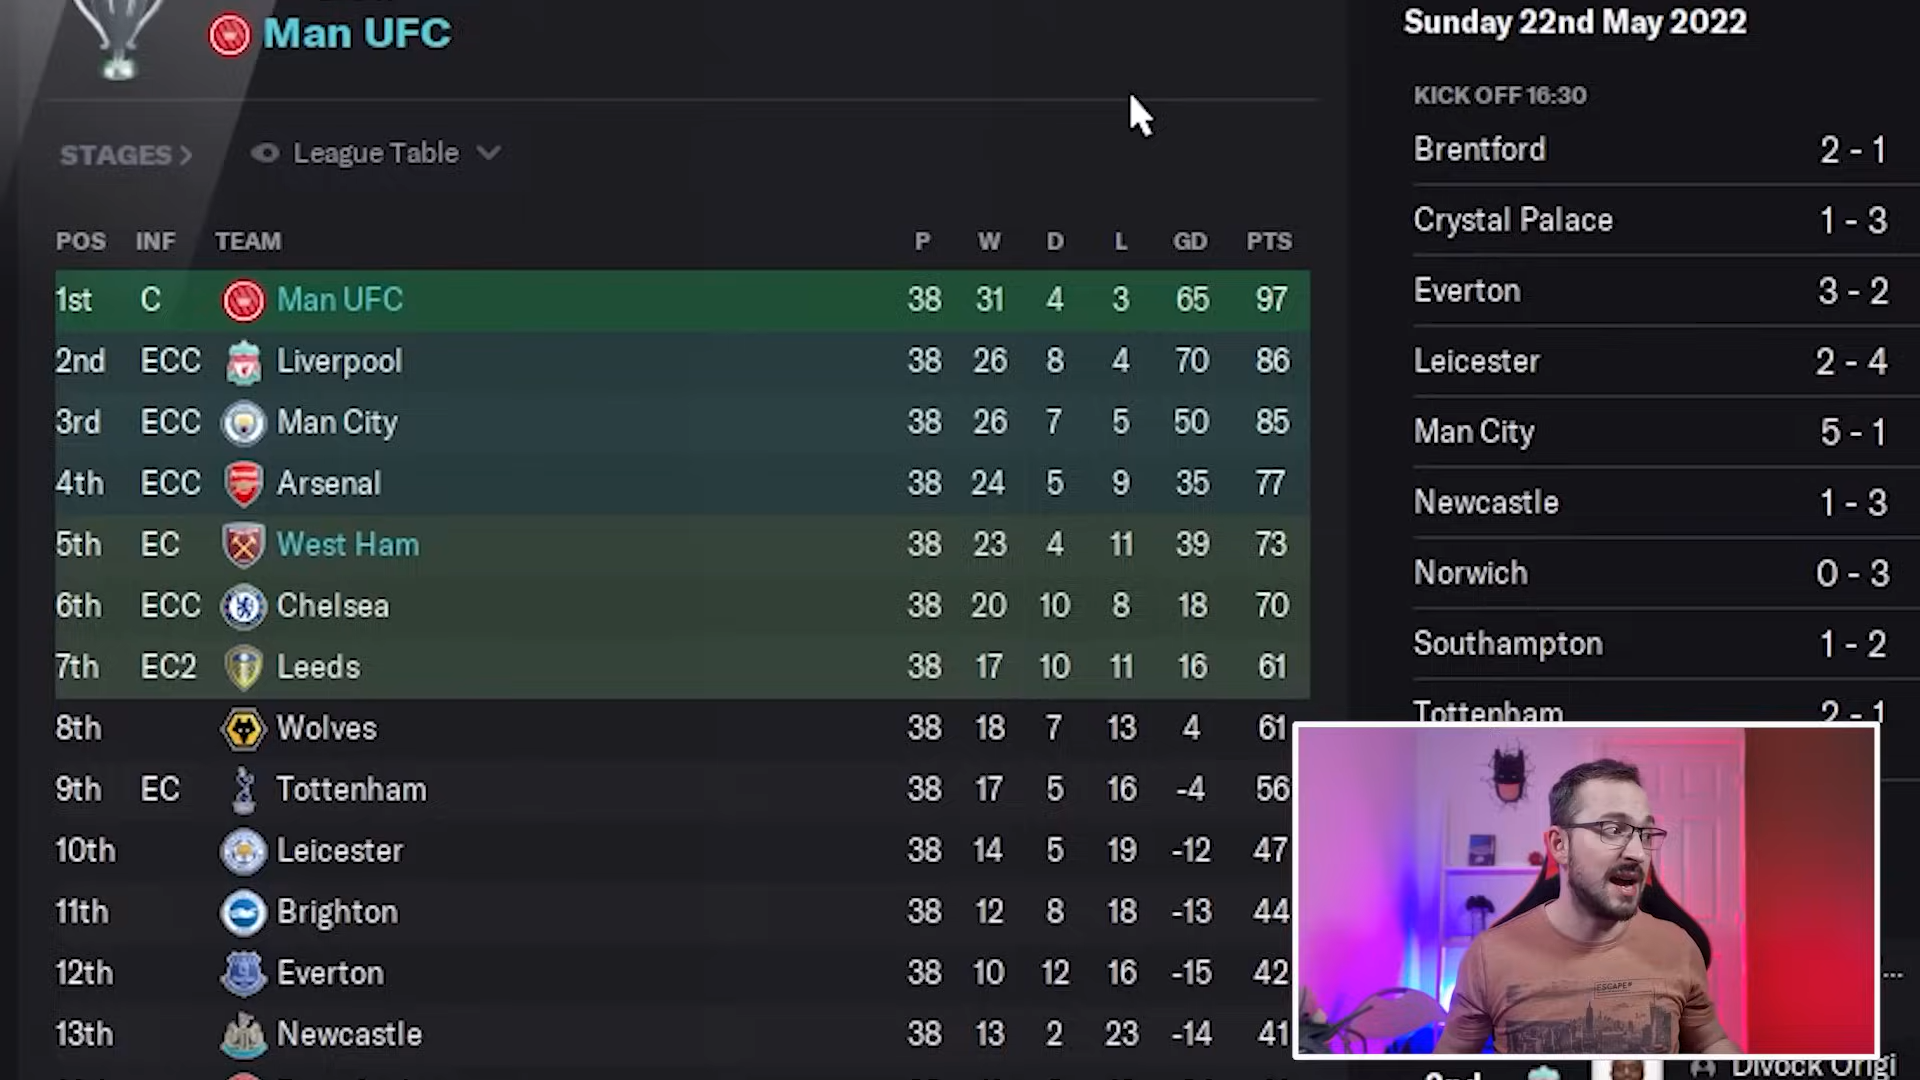 Man UFC
STAGES > League Table
POS INF TEAM P W D L GD PTS
1st C Man UFC 38 31 4 3 65 97
2nd ECC Liverpool 38 26 8 4 70 86
3rd ECC Man City 38 26 7 5 50 85
4th ECC Arsenal 38 24 5 9 35 77
5th EC West Ham 38 23 4 11 39 73
6th ECC Chelsea 38 20 10 8 18 70
7th EC2 Leeds 38 17 10 11 16 61
8th Wolves 38 18 7 13 4 61
9th EC Tottenham 38 17 5 16 -4 56
10th Leicester 38 14 5 19 -12 47
11th Brighton 38 12 8 18 -13 44
12th Everton 38 10 12 16 -15 42
13th Newcastle 38 13 2 23 -14 41
Sunday 22nd May 2022
KICK OFF 16:30
Brentford 2 - 1
Crystal Palace 1 - 3
Everton 3 - 2
Leicester 2 - 4
Man City 5 - 1
Newcastle 1 - 3
Norwich 0 - 3
Southampton 1 - 2
Tottenham 2 - 1
ESCAPE
...
2nd Divock Origi